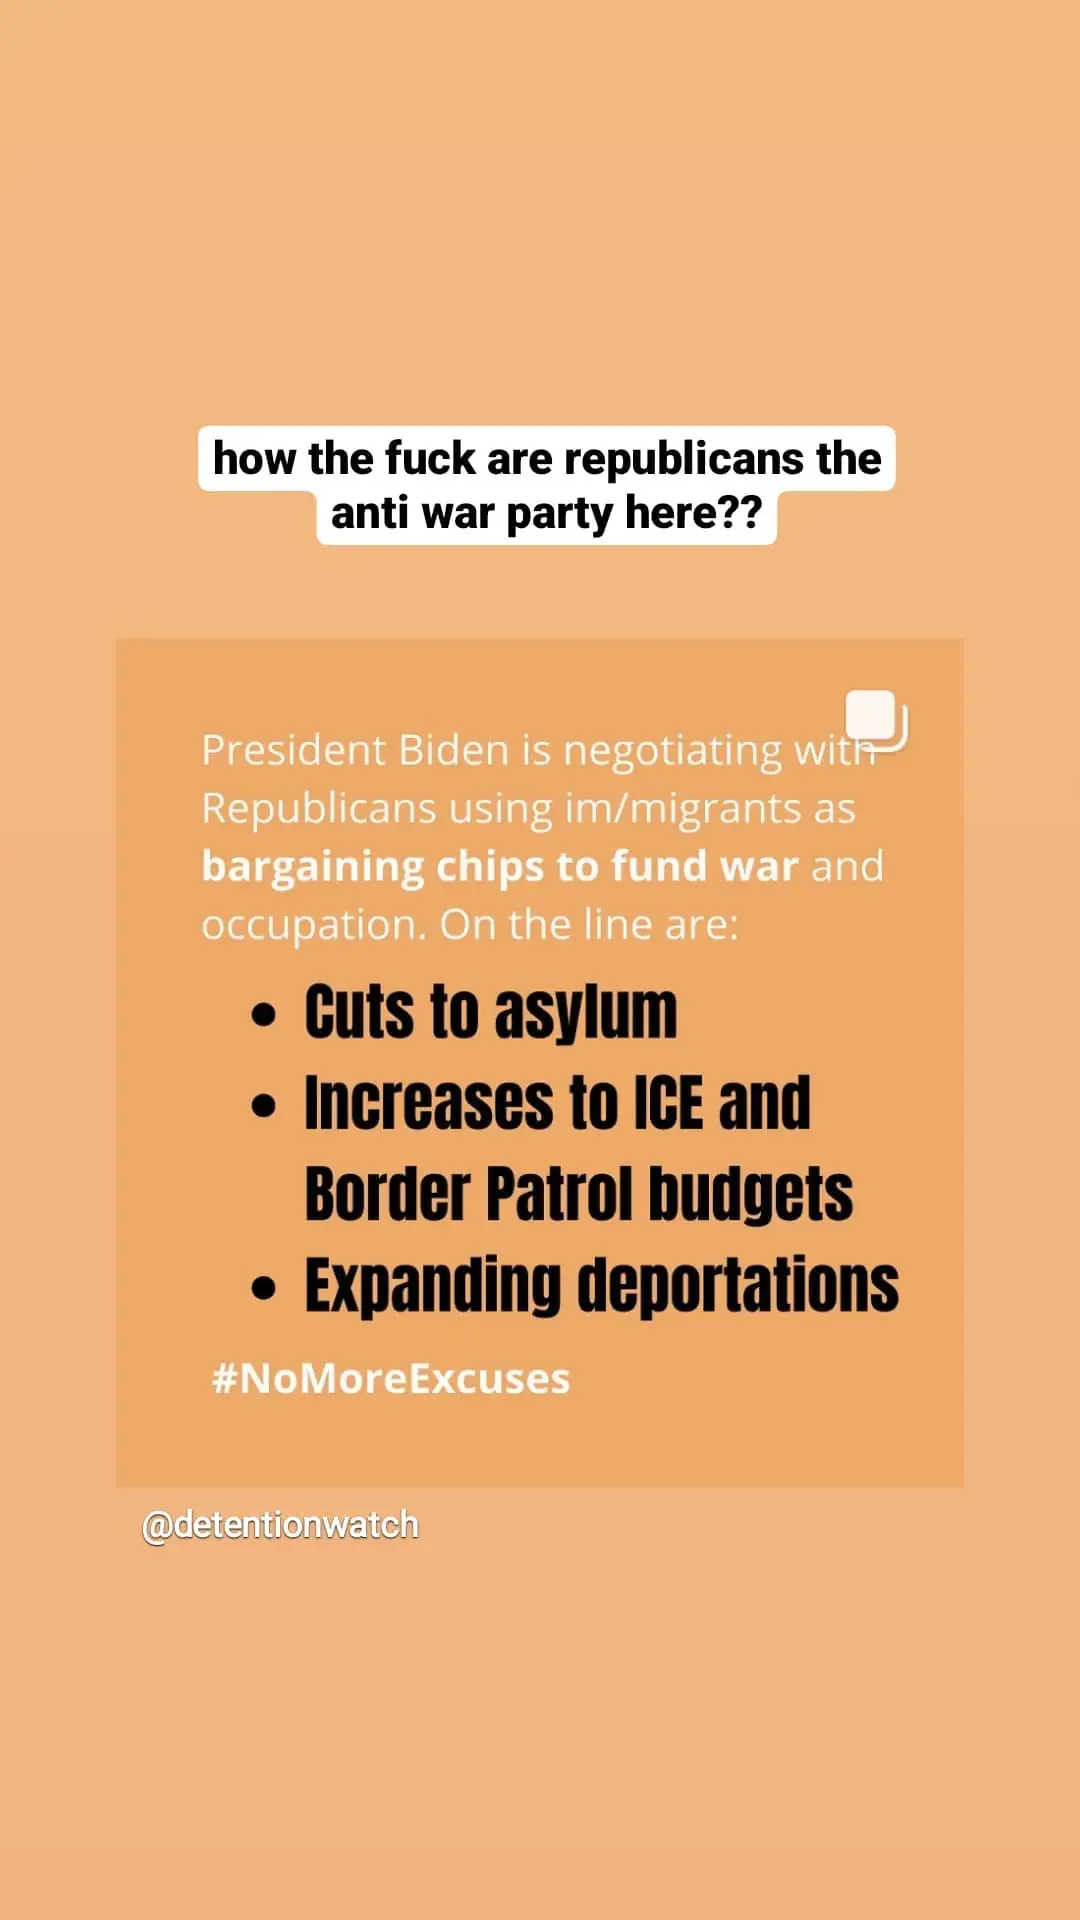 how the fuck are republicans the
anti war party here??
President Biden is negotiating with
Republicans using im/migrants as
bargaining chips to fund war and
occupation. On the line are:
• Cuts to asylum
• Increases to ICE and
Border Patrol budgets
• Expanding deportations
#NoMoreExcuses
@detentionwatch